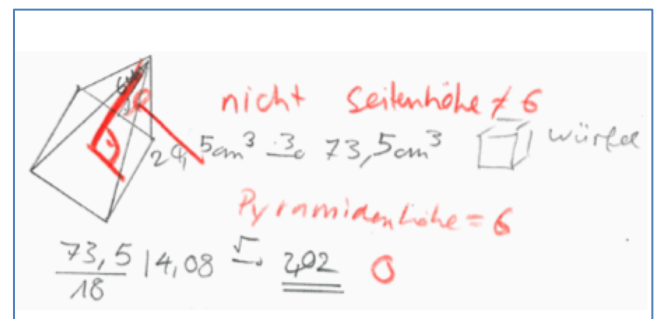 6cm
nicht Seitenhöhe ≠ 6
24,5cm³ ·3→ 73,5cm³ Würfel
Pyramidenhöhe = 6
73,5 | 4,08 √→ 2,02 0
18